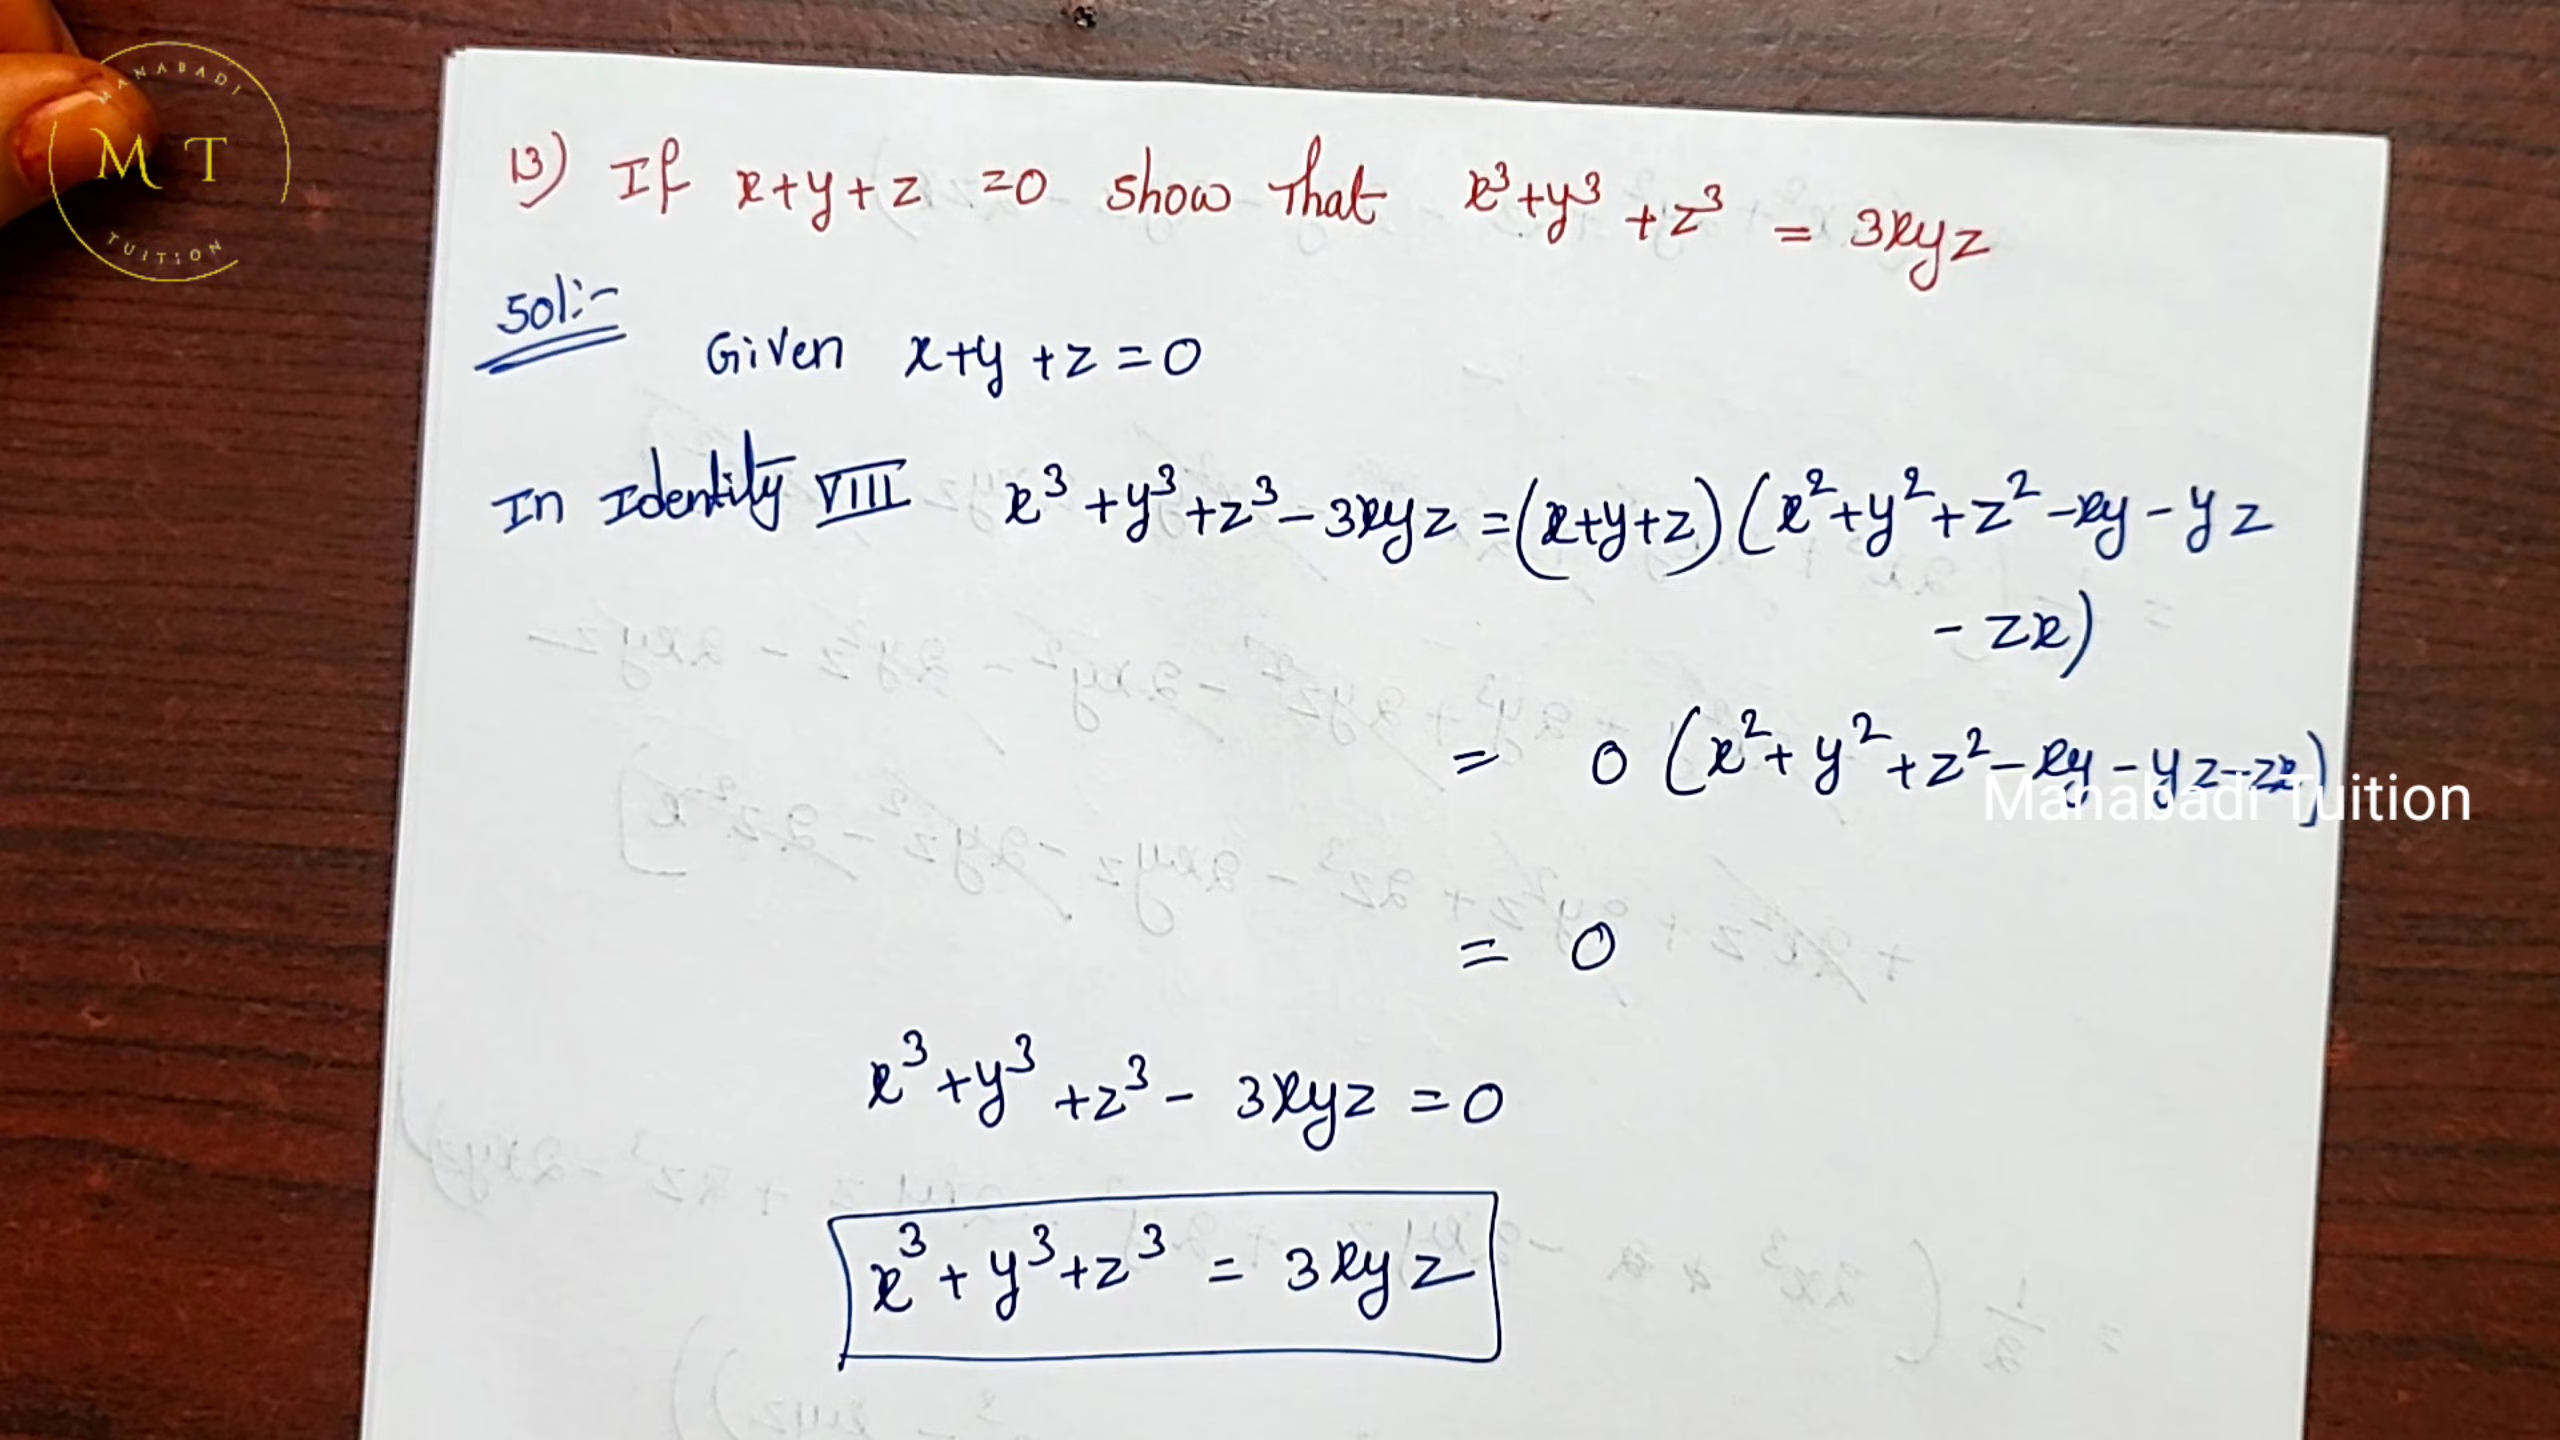 MANABADI
M T
TUITION
13) If x+y+z =0 show that x³+y³+z³ = 3xyz
Sol:-
Given x+y+z=0
In Identity VIII x³+y³+z³-3xyz=(x+y+z)(x²+y²+z²-xy-yz
-zx)
= 0 (x²+y²+z²-xy-yz-zx)
Manabadi Tuition
= 0
x³+y³+z³- 3xyz =0
x³+y³+z³ = 3xyz